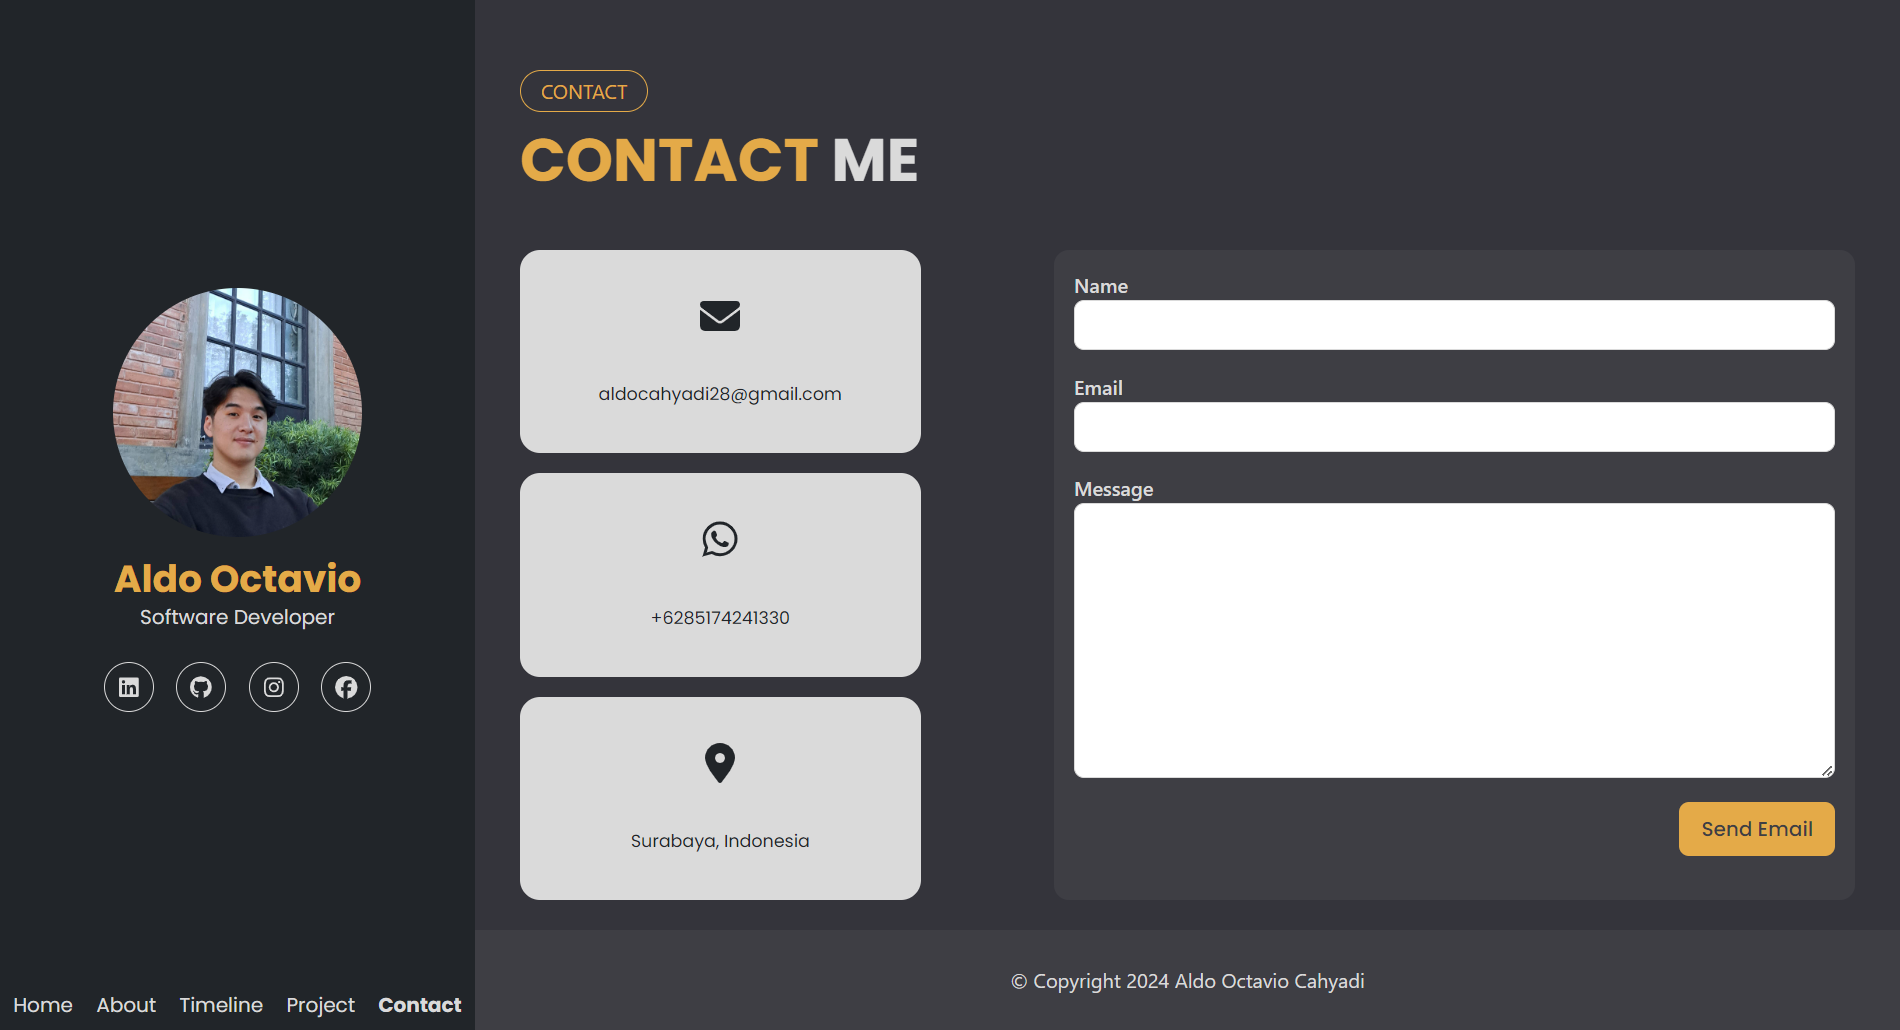 Aldo Octavio
Software Developer
Home About Timeline Project Contact
CONTACT
CONTACT ME
aldocahyadi28@gmail.com
+6285174241330
Surabaya, Indonesia
Name
Email
Message
Send Email
© Copyright 2024 Aldo Octavio Cahyadi